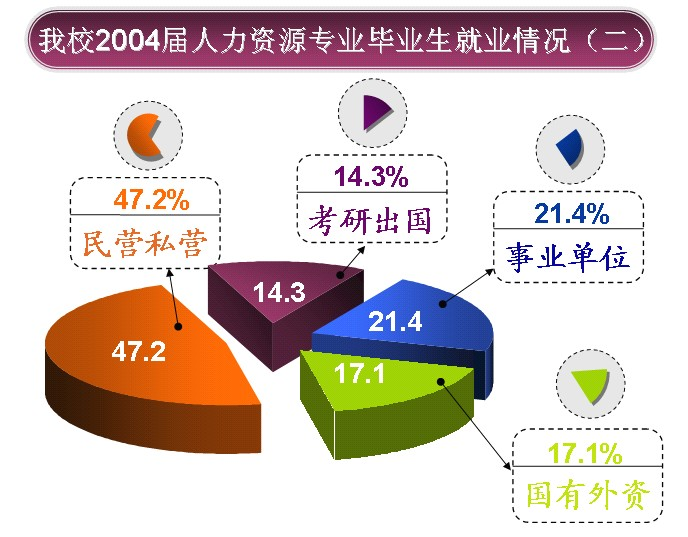 我校2004届人力资源专业毕业生就业情况（二）
47.2%
民营私营
14.3%
考研出国
21.4%
事业单位
47.2
14.3
21.4
17.1
17.1%
国有外资